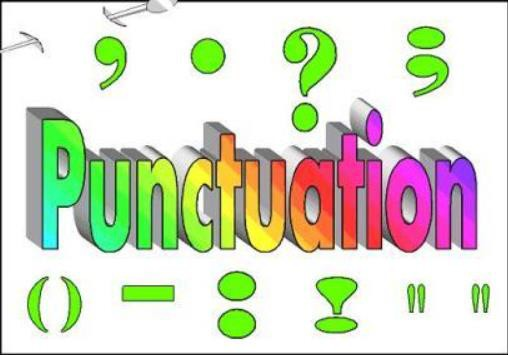 , . ? ;
Punctuation
( ) - : ! " "